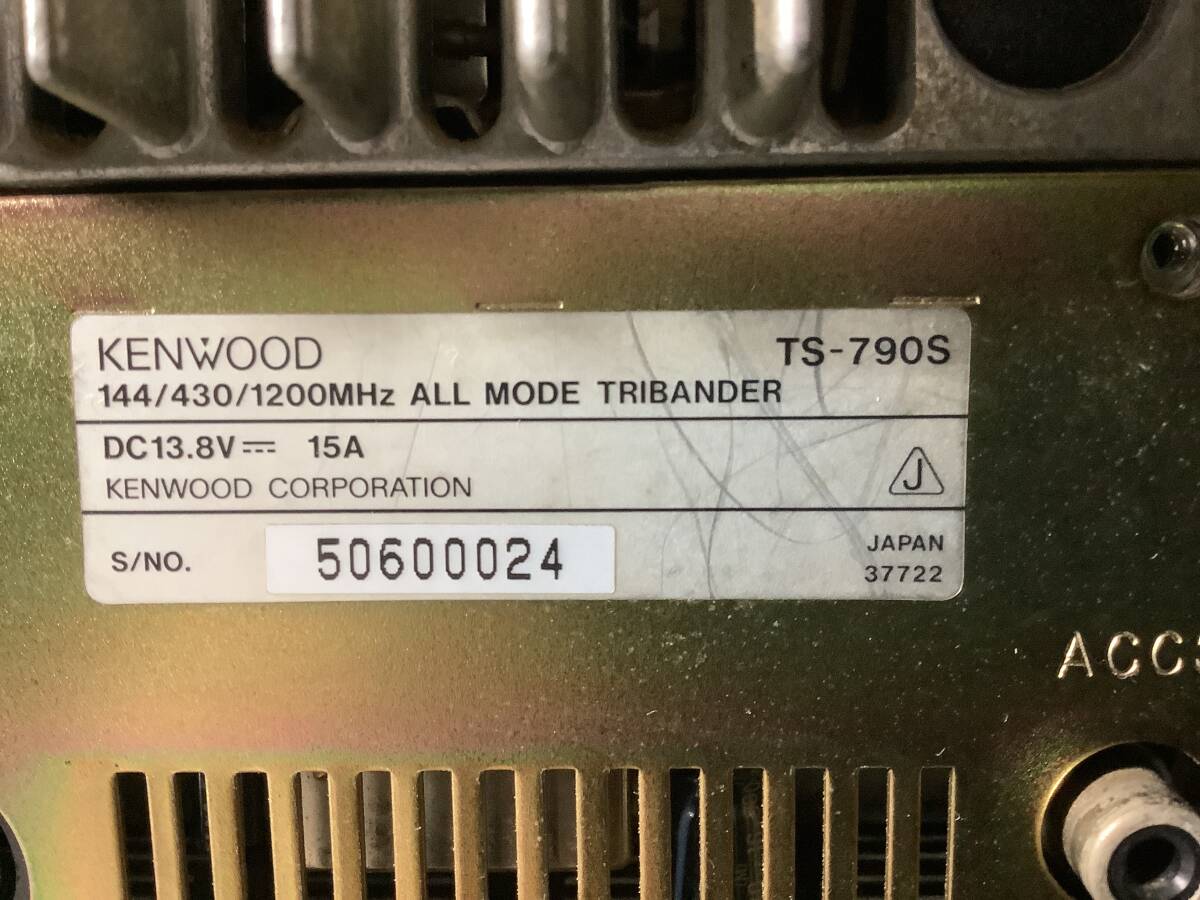 KENWOOD TS-790S
144/430/1200MHz ALL MODE TRIBANDER
DC13.8V⎓ 15A
KENWOOD CORPORATION
J
S/NO. 50600024
JAPAN
37722
ACC